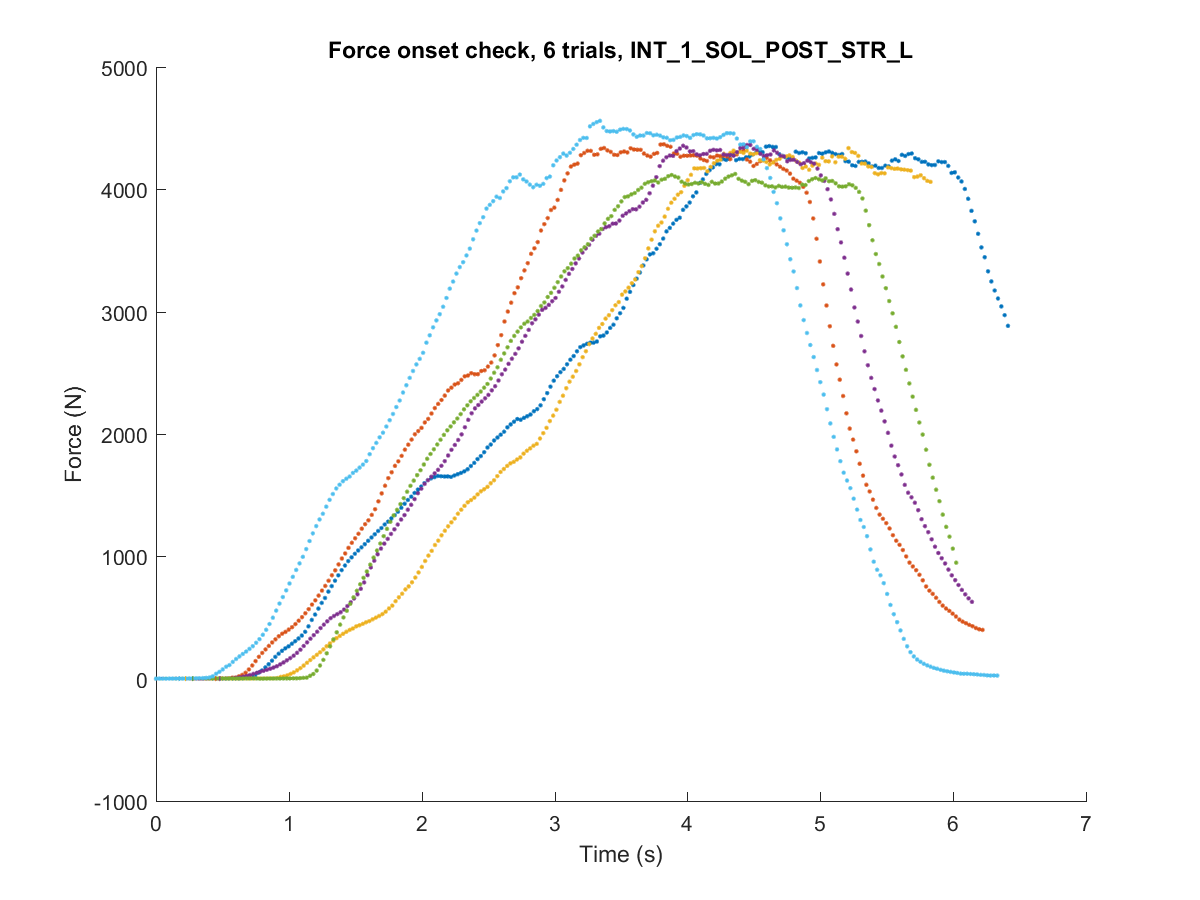 Force onset check, 6 trials, INT_1_SOL_POST_STR_L
5000
4000
3000
2000
1000
0
-1000
Force (N)
0 1 2 3 4 5 6 7
Time (s)